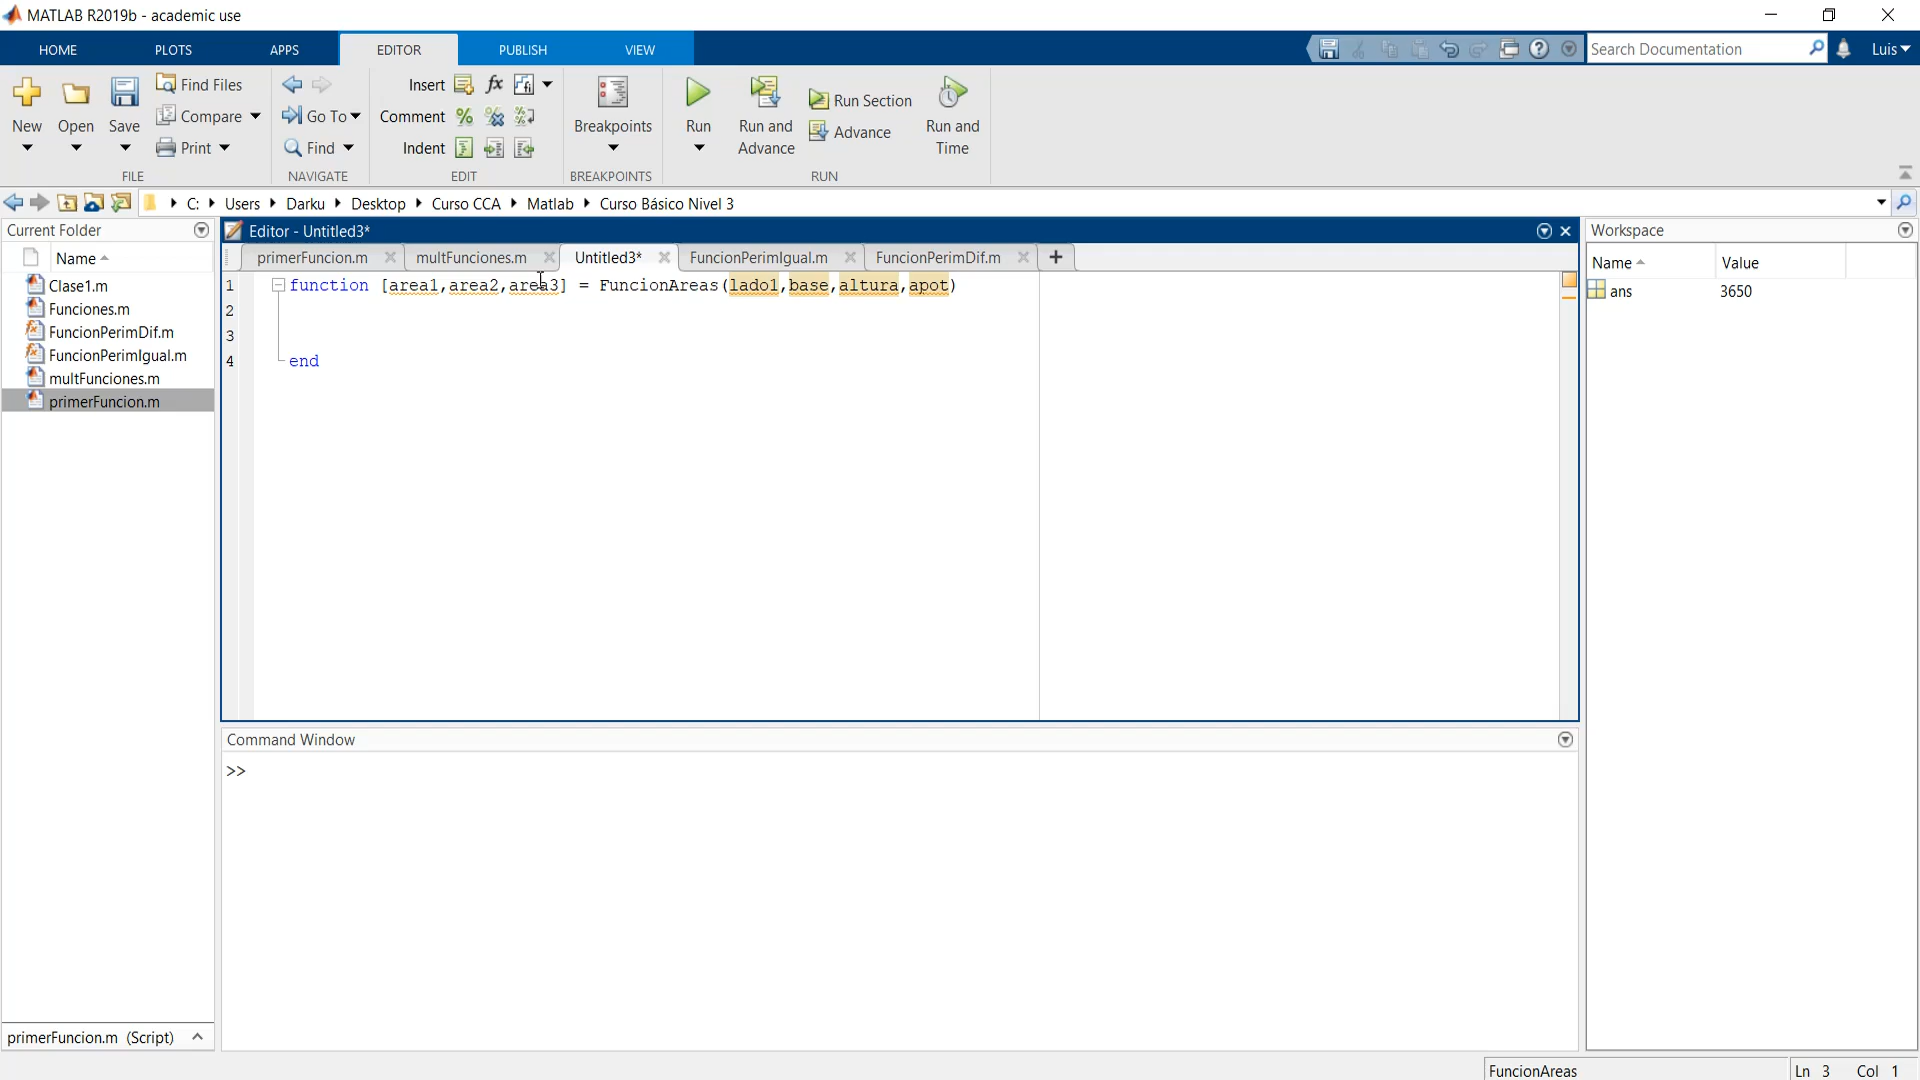 MATLAB R2019b - academic use
HOME PLOTS APPS EDITOR PUBLISH VIEW Search Documentation Luis
New Open Save Find Files Compare Print FILE
Go To Find NAVIGATE
Insert fx Comment Indent EDIT
Breakpoints BREAKPOINTS
Run Run and Advance Run Section Advance Run and Time RUN
C: Users Darku Desktop Curso CCA Matlab Curso Básico Nivel 3
Current Folder
Name
Clase1.m
Funciones.m
FuncionPerimDif.m
FuncionPerimIgual.m
multFunciones.m
primerFuncion.m
primerFuncion.m (Script)
Editor - Untitled3*
primerFuncion.m multFunciones.m Untitled3* FuncionPerimIgual.m FuncionPerimDif.m +
1 function [area1,area2,area3] = FuncionAreas(lado1,base,altura,apot)
2
3
4 end
Command Window
>>
Workspace
Name Value
ans 3650
FuncionAreas Ln 3 Col 1